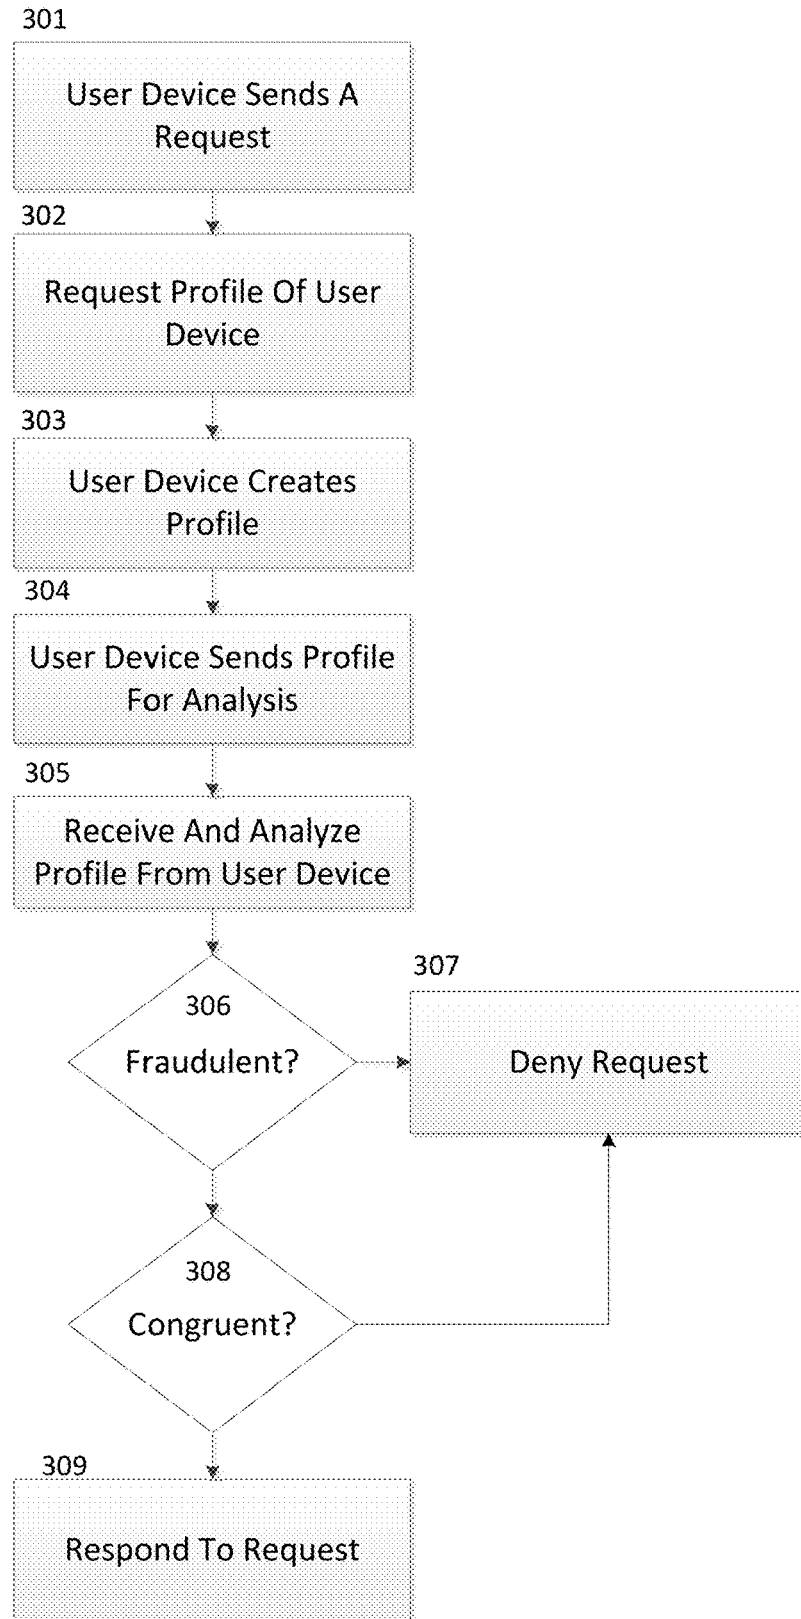 301
User Device Sends A
Request
302
Request Profile Of User
Device
303
User Device Creates
Profile
304
User Device Sends Profile
For Analysis
305
Receive And Analyze
Profile From User Device
306
Fraudulent?
307
Deny Request
308
Congruent?
309
Respond To Request